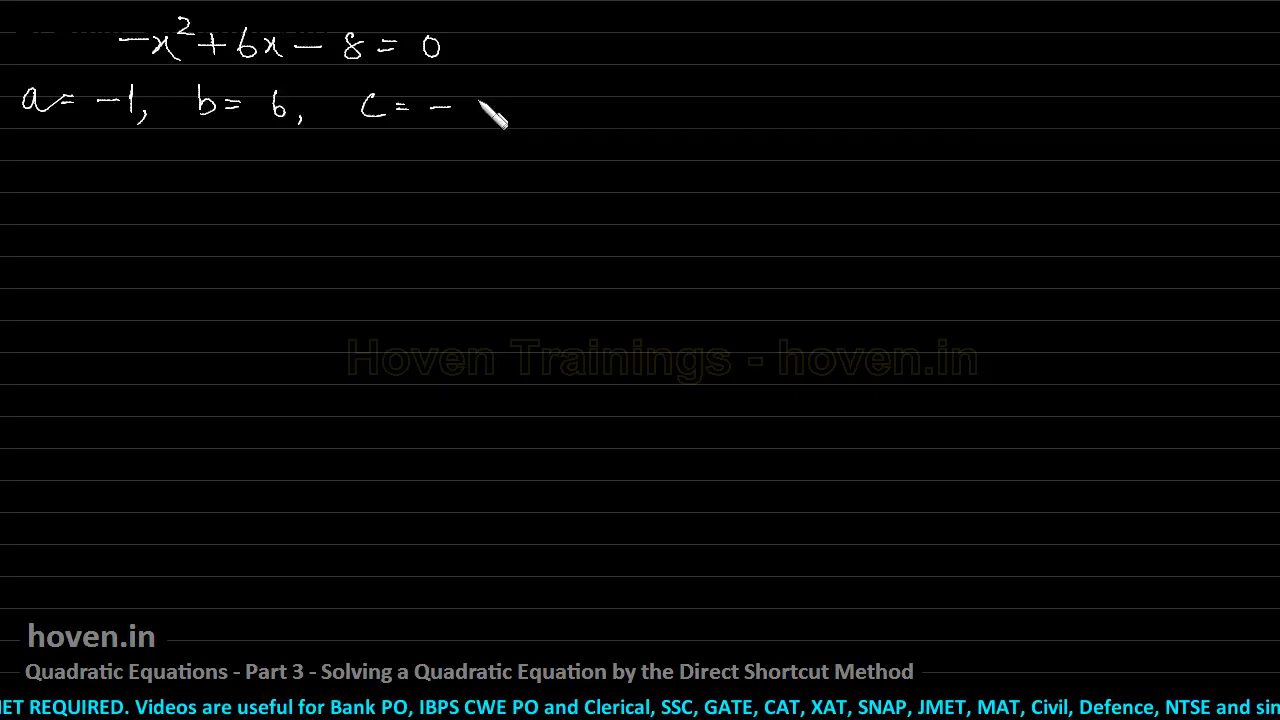 -x² + 6x - 8 = 0
a = -1, b = 6, c = -
Hoven Trainings - hoven.in
hoven.in
Quadratic Equations - Part 3 - Solving a Quadratic Equation by the Direct Shortcut Method
NET REQUIRED. Videos are useful for Bank PO, IBPS CWE PO and Clerical, SSC, GATE, CAT, XAT, SNAP, JMET, MAT, Civil, Defence, NTSE and